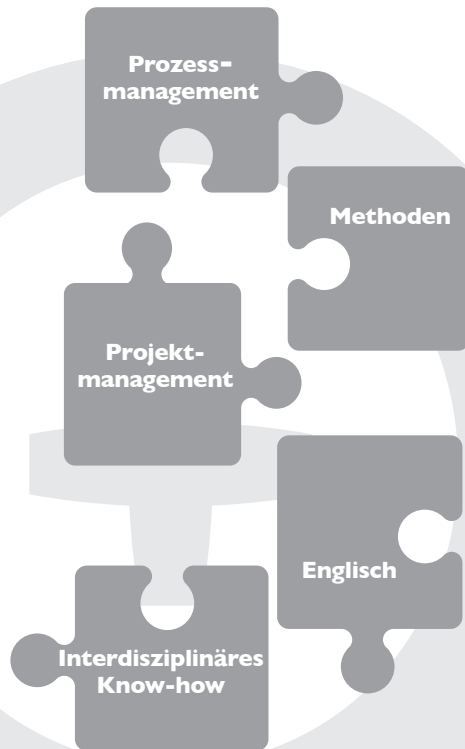 Prozess-
management
Methoden
Projekt-
management
Englisch
Interdisziplinäres
Know-how